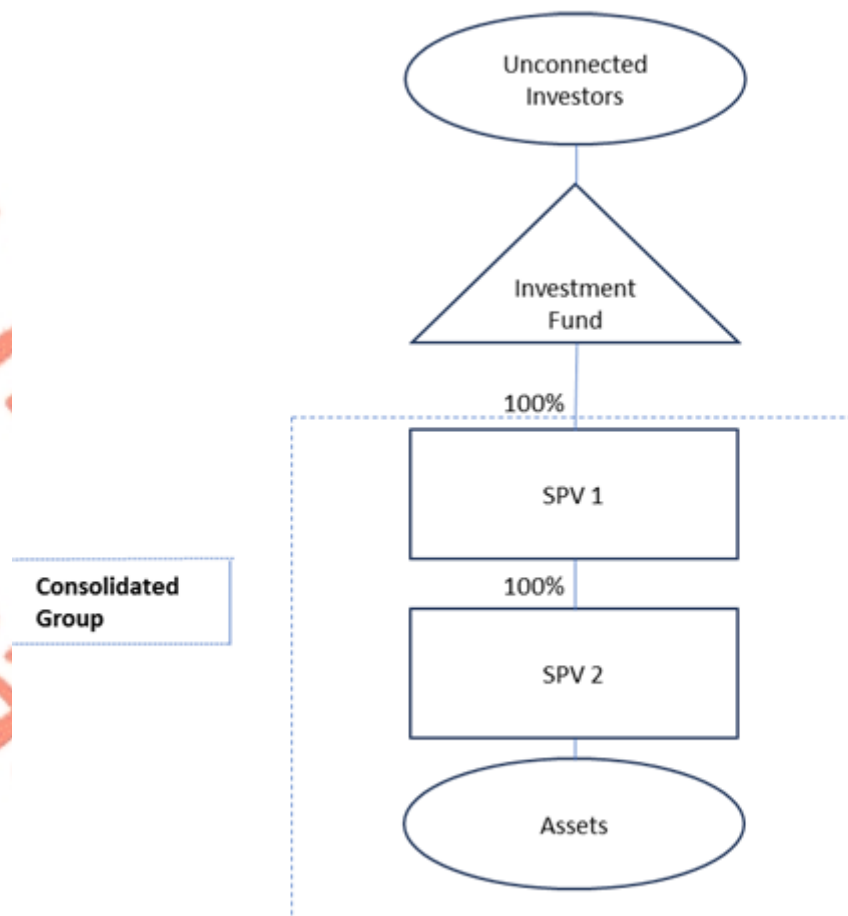 Unconnected
Investors
Investment
Fund
100%
SPV 1
100%
Consolidated
Group
SPV 2
Assets